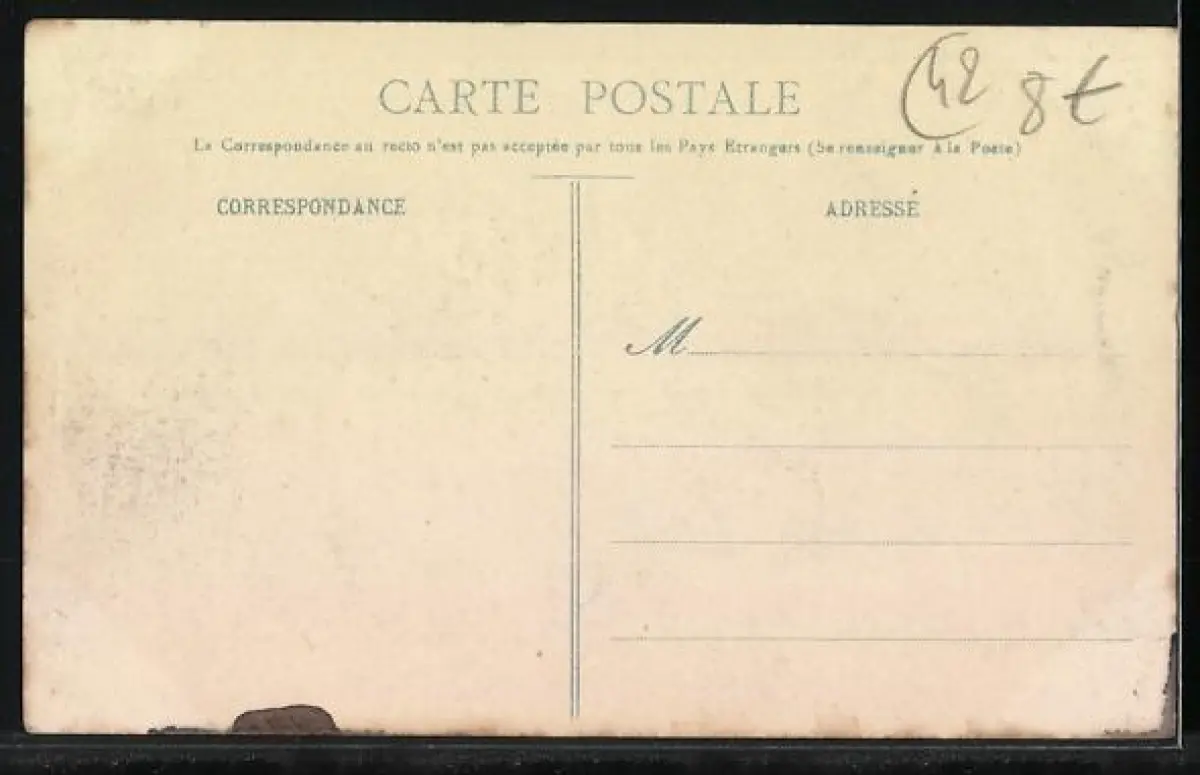 CARTE POSTALE
42 8€
La Correspondance au recto n'est pas acceptée par tous les Pays Etrangers (Se renseigner à la Poste)
CORRESPONDANCE
ADRESSE
M